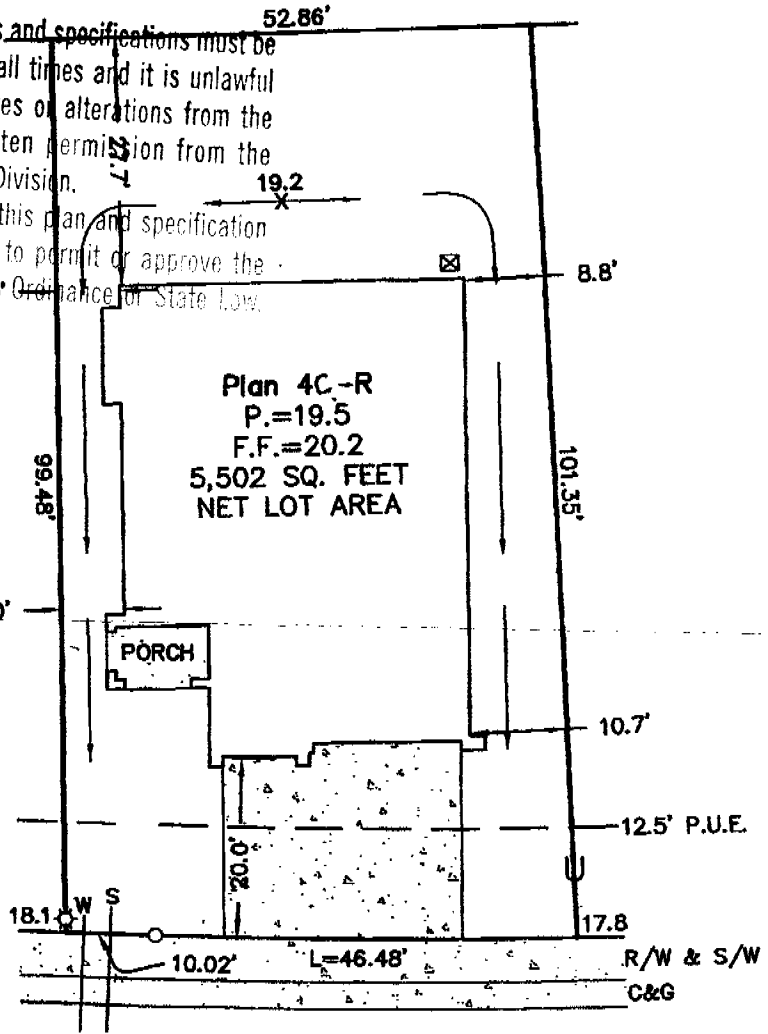 52.86'
s and specifications must be
all times and it is unlawful
es or alterations from the
ten permission from the
Division.
this plan and specification
to permit or approve the
Ordinance or State Law.
19.2
X
8.8'
Plan 4C-R
P.=19.5
F.F.=20.2
5,502 SQ. FEET
NET LOT AREA
99.48'
101.35'
PORCH
10.7'
12.5' P.U.E.
20.0'
W S
18.1
17.8
10.02'
L=46.48'
R/W & S/W
C&G